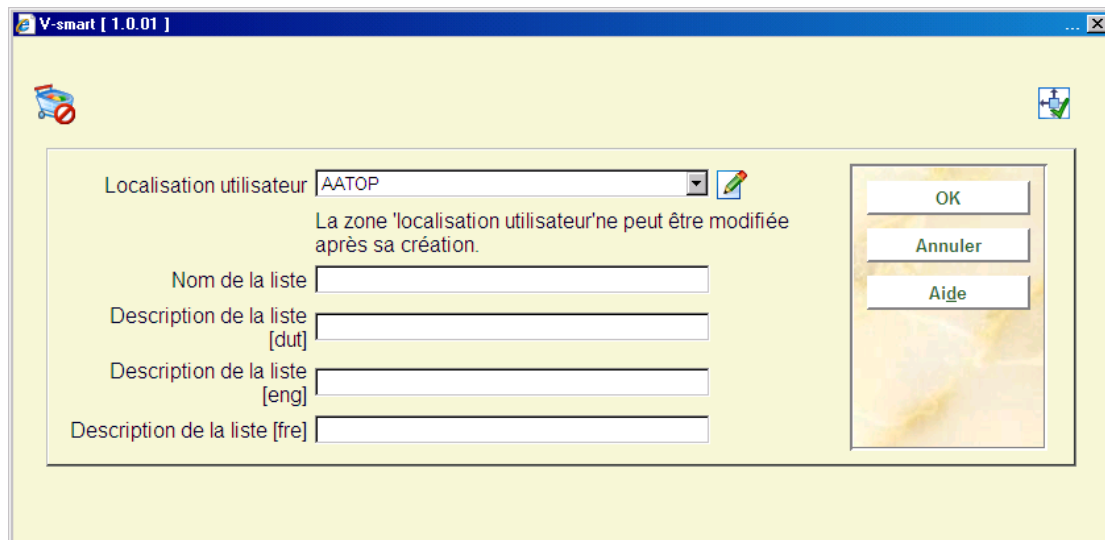 V-smart [ 1.0.01 ]
...
Localisation utilisateur AATOP
La zone 'localisation utilisateur'ne peut être modifiée
après sa création.
Nom de la liste
Description de la liste
[dut]
Description de la liste
[eng]
Description de la liste [fre]
OK
Annuler
Aide